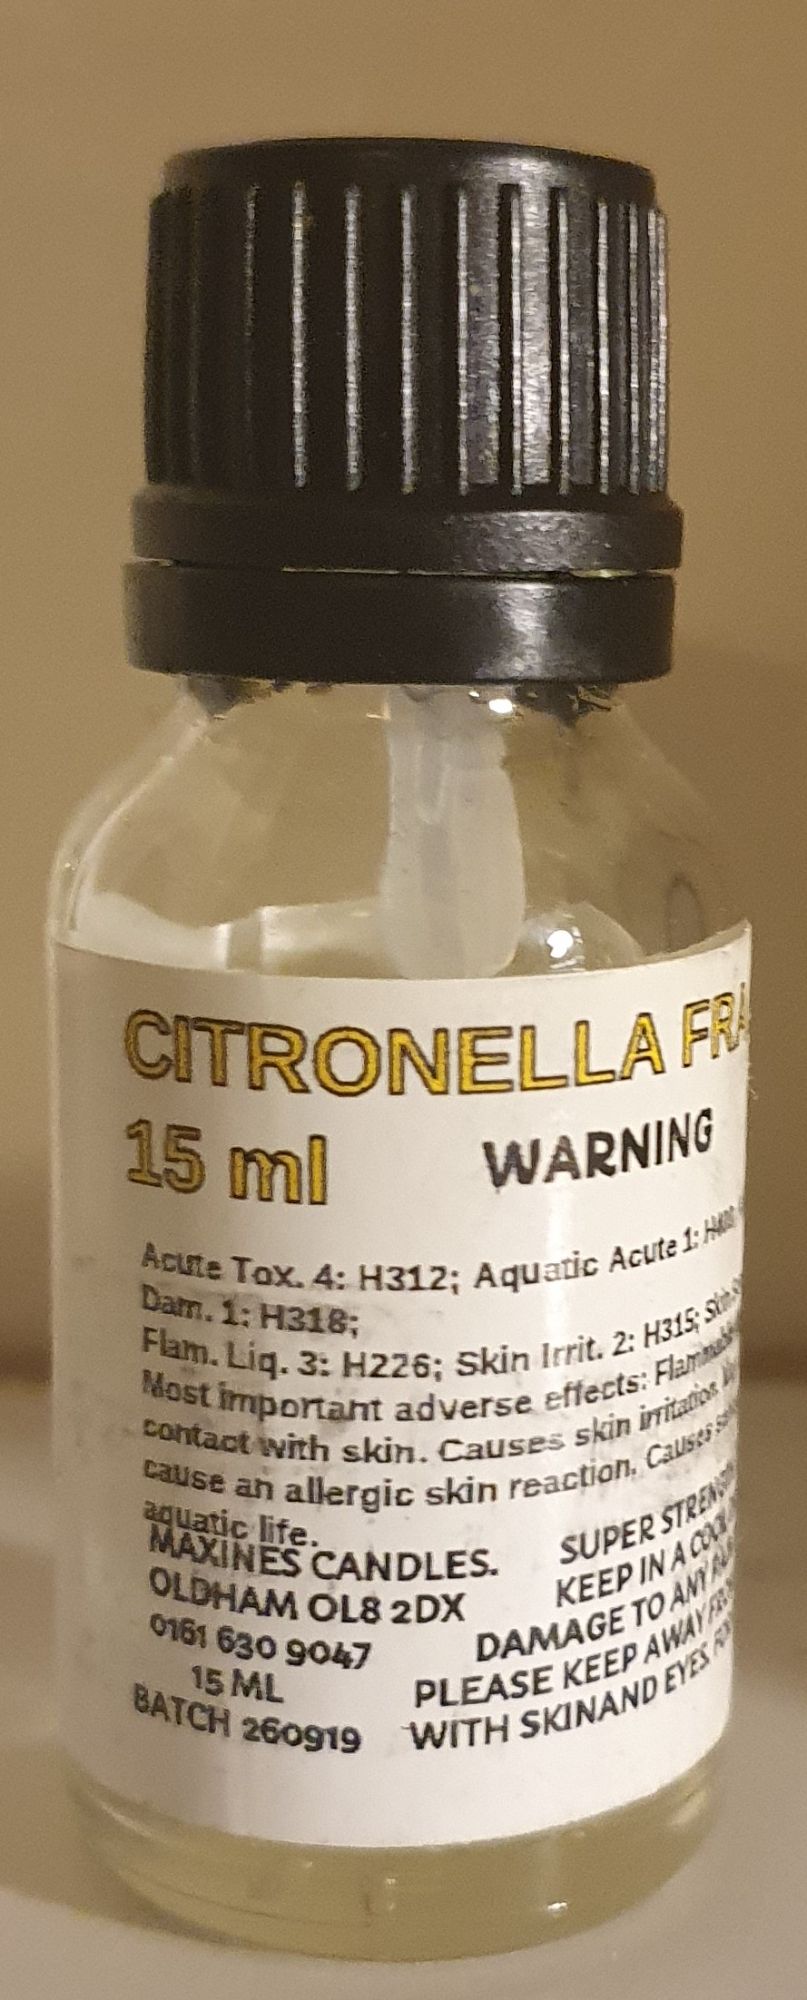 CITRONELLA
15 ml
WARNING
Acute Tox. 4: H312; Aquatic Acute 1:
Dam. 1: H318;
Flam. Liq. 3: H226; Skin Irrit. 2: H315; Skin
Most important adverse effects:
contact with skin. Causes skin irritation.
cause an allergic skin reaction. Causes
aquatic life.
MAXINES CANDLES.
OLDHAM OL8 2DX
0161 630 9047
15 ML
BATCH 260919
SUPER
KEEP IN A COOL
DAMAGE TO ANY
PLEASE KEEP AWAY
WITH SKINAND EYES.